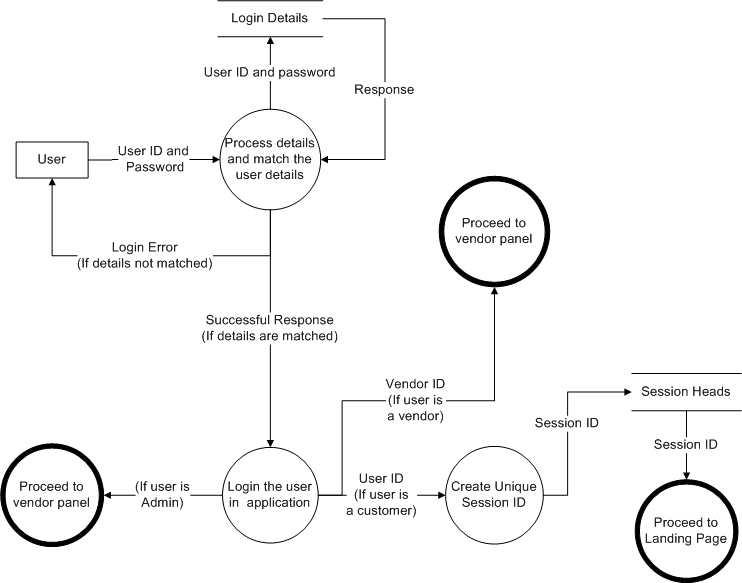 Login Details
User ID and password
Response
User
User ID and
Password
Process details
and match the
user details
Login Error
(If details not matched)
Proceed to
vendor panel
Successful Response
(If details are matched)
Vendor ID
(If user is
a vendor)
Session Heads
Session ID
Session ID
Proceed to
vendor panel
(If user is
Admin)
Login the user
in application
User ID
(If user is
a customer)
Create Unique
Session ID
Proceed to
Landing Page